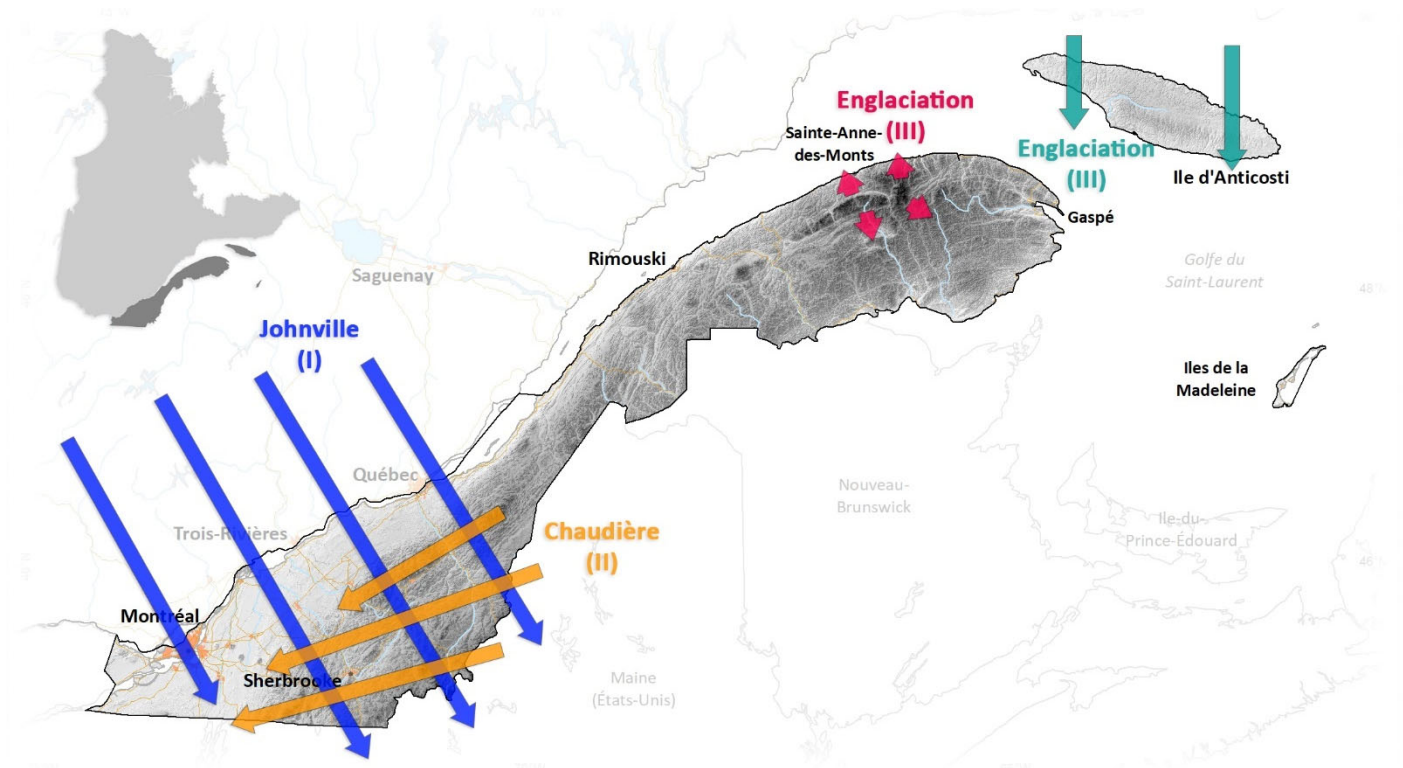 Englaciation
(III)
Sainte-Anne-
des-Monts
Englaciation
(III)
Ile d'Anticosti
Gaspé
Rimouski
Golfe du
Saint-Laurent
Saguenay
Johnville
(I)
Iles de la
Madeleine
Québec
Nouveau-
Brunswick
Trois-Rivières
Chaudière
(II)
Ile-du-
Prince-Édouard
Montréal
Sherbrooke
Maine
(États-Unis)